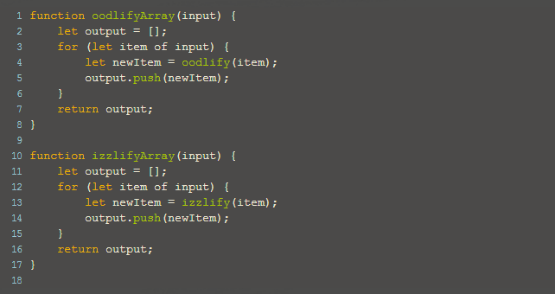 1 function oodlifyArray(input) {
2     let output = [];
3     for (let item of input) {
4         let newItem = oodlify(item);
5         output.push(newItem);
6     }
7     return output;
8 }
9
10 function izzlifyArray(input) {
11     let output = [];
12     for (let item of input) {
13         let newItem = izzlify(item);
14         output.push(newItem);
15     }
16     return output;
17 }
18